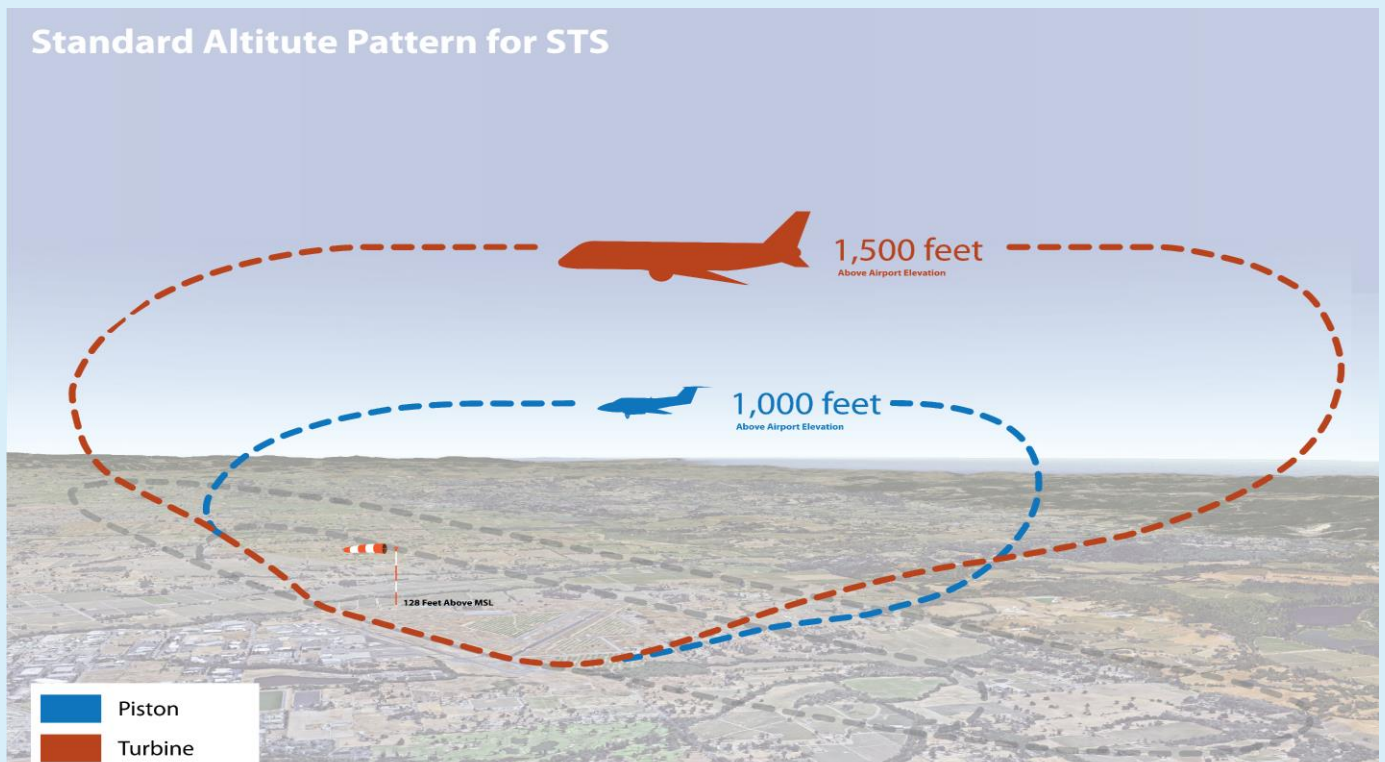 Standard Altitute Pattern for STS
1,500 feet
Above Airport Elevation
1,000 feet
Above Airport Elevation
128 Feet Above MSL
Piston
Turbine